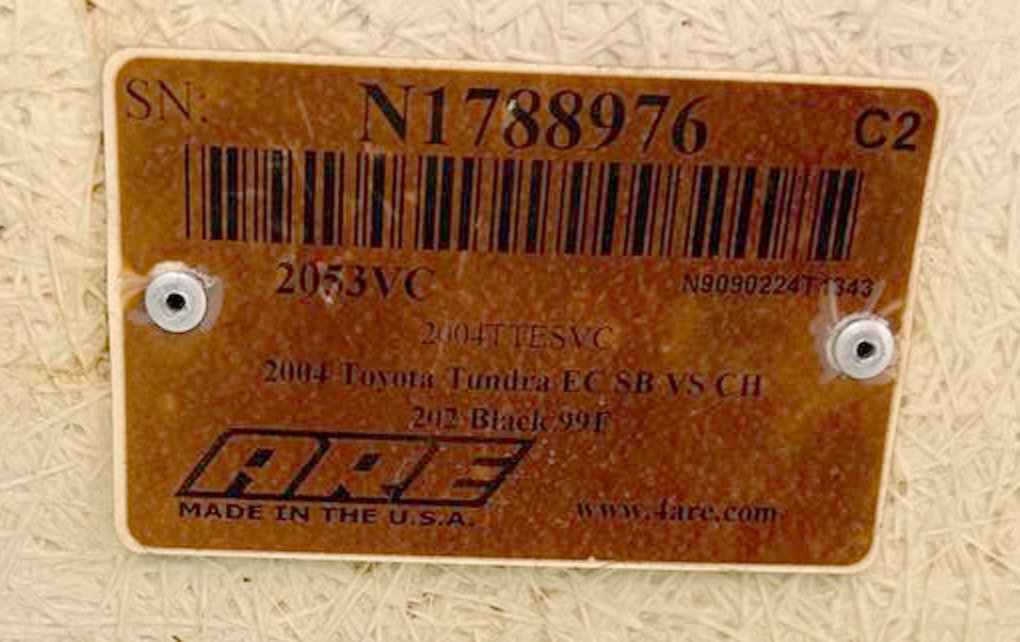 SN: N1788976 C2
2053VC N9090224T1343
2004TTESVC
2004 Toyota Tundra EC SB VS CH
202 Black 99F
ARE
MADE IN THE U.S.A.
www.4are.com